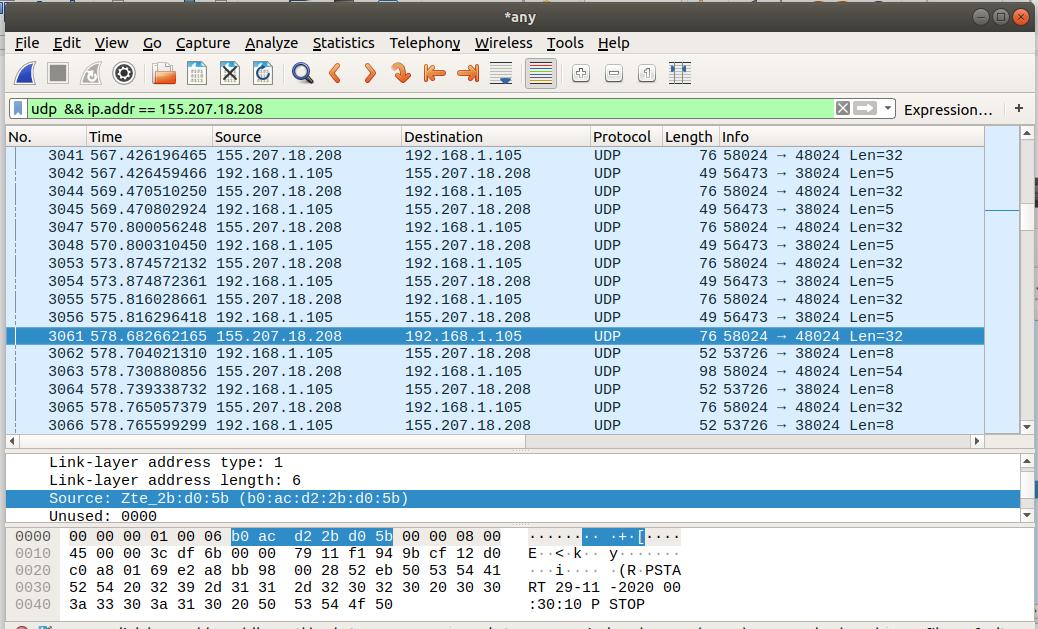 *any
File Edit View Go Capture Analyze Statistics Telephony Wireless Tools Help
udp && ip.addr == 155.207.18.208 Expression… +
No. Time Source Destination Protocol Length Info
3041 567.426196465 155.207.18.208 192.168.1.105 UDP 76 58024 → 48024 Len=32
3042 567.426459466 192.168.1.105 155.207.18.208 UDP 49 56473 → 38024 Len=5
3044 569.470510250 155.207.18.208 192.168.1.105 UDP 76 58024 → 48024 Len=32
3045 569.470802924 192.168.1.105 155.207.18.208 UDP 49 56473 → 38024 Len=5
3047 570.800056248 155.207.18.208 192.168.1.105 UDP 76 58024 → 48024 Len=32
3048 570.800310450 192.168.1.105 155.207.18.208 UDP 49 56473 → 38024 Len=5
3053 573.874572132 155.207.18.208 192.168.1.105 UDP 76 58024 → 48024 Len=32
3054 573.874872361 192.168.1.105 155.207.18.208 UDP 49 56473 → 38024 Len=5
3055 575.816028661 155.207.18.208 192.168.1.105 UDP 76 58024 → 48024 Len=32
3056 575.816296418 192.168.1.105 155.207.18.208 UDP 49 56473 → 38024 Len=5
3061 578.682662165 155.207.18.208 192.168.1.105 UDP 76 58024 → 48024 Len=32
3062 578.704021310 192.168.1.105 155.207.18.208 UDP 52 53726 → 38024 Len=8
3063 578.730880856 155.207.18.208 192.168.1.105 UDP 98 58024 → 48024 Len=54
3064 578.739338732 192.168.1.105 155.207.18.208 UDP 52 53726 → 38024 Len=8
3065 578.765057379 155.207.18.208 192.168.1.105 UDP 76 58024 → 48024 Len=32
3066 578.765599299 192.168.1.105 155.207.18.208 UDP 52 53726 → 38024 Len=8
Link-layer address type: 1
Link-layer address length: 6
Source: Zte_2b:d0:5b (b0:ac:d2:2b:d0:5b)
Unused: 0000
0000 00 00 00 01 00 06 b0 ac d2 2b d0 5b 00 00 08 00 ········ ·+·[····
0010 45 00 00 3c df 6b 00 00 79 11 f1 94 9b cf 12 d0 E··<·k·· y·······
0020 c0 a8 01 69 e2 a8 bb 98 00 28 52 eb 50 53 54 41 ···i···· ·(R·PSTA
0030 52 54 20 32 39 2d 31 31 2d 32 30 32 30 20 30 30 RT 29-11 -2020 00
0040 3a 33 30 3a 31 30 20 50 53 54 4f 50 :30:10 P STOP